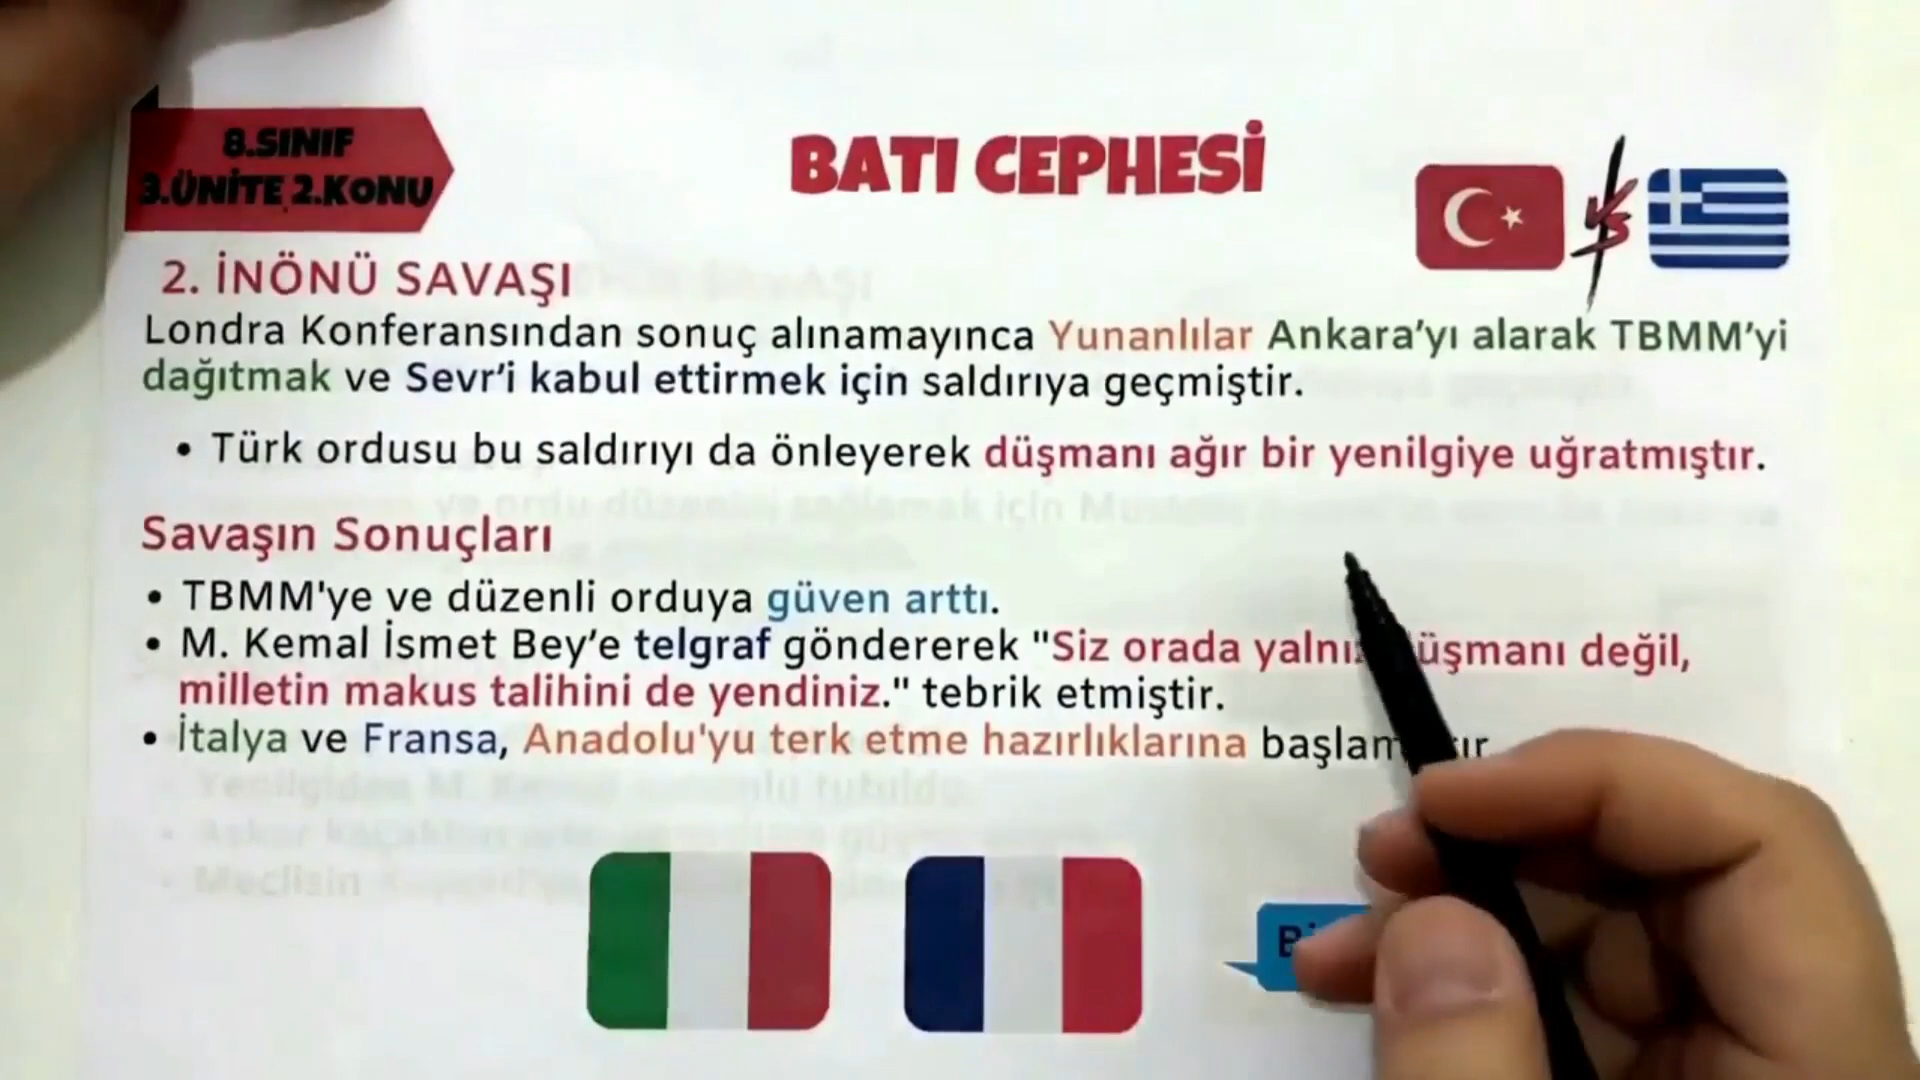 8.SINIF
3.ÜNİTE 2.KONU
BATI CEPHESİ
VS
2. İNÖNÜ SAVAŞI
Londra Konferansından sonuç alınamayınca Yunanlılar Ankara'yı alarak TBMM'yi
dağıtmak ve Sevr'i kabul ettirmek için saldırıya geçmiştir.
• Türk ordusu bu saldırıyı da önleyerek düşmanı ağır bir yenilgiye uğratmıştır.
Savaşın Sonuçları
• TBMM'ye ve düzenli orduya güven arttı.
• M. Kemal İsmet Bey'e telgraf göndererek "Siz orada yalnız düşmanı değil,
milletin makus talihini de yendiniz." tebrik etmiştir.
• İtalya ve Fransa, Anadolu'yu terk etme hazırlıklarına